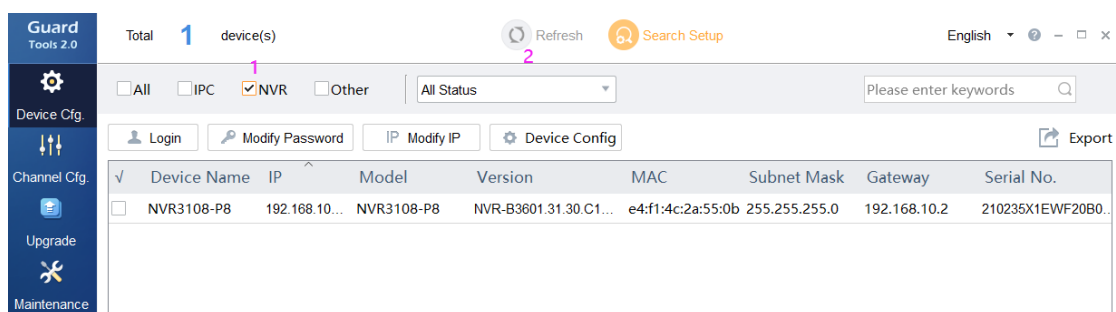 Guard
Tools 2.0
Total 1 device(s)
Refresh
Search Setup
English
2
1
All IPC NVR Other All Status Please enter keywords
Device Cfg.
Login Modify Password IP Modify IP Device Config Export
Channel Cfg.
√ Device Name IP Model Version MAC Subnet Mask Gateway Serial No.
NVR3108-P8 192.168.10... NVR3108-P8 NVR-B3601.31.30.C1... e4:f1:4c:2a:55:0b 255.255.255.0 192.168.10.2 210235X1EWF20B0..
Upgrade
Maintenance